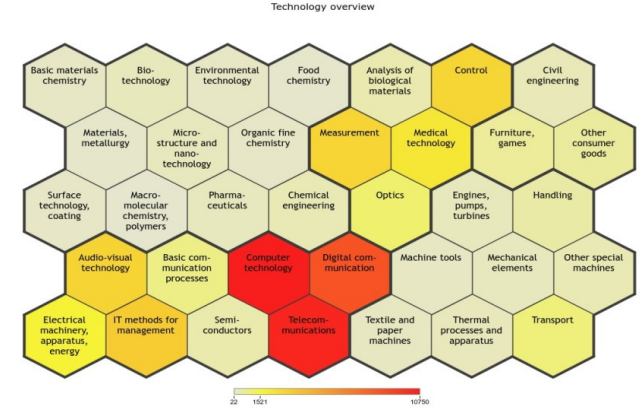 Technology overview
Basic materials
chemistry
Bio-
technology
Environmental
technology
Food
chemistry
Analysis of
biological
materials
Control
Civil
engineering
Materials,
metallurgy
Micro-
structure and
nano-
technology
Organic fine
chemistry
Measurement
Medical
technology
Furniture,
games
Other
consumer
goods
Surface
technology,
coating
Macro-
molecular
chemistry,
polymers
Pharma-
ceuticals
Chemical
engineering
Optics
Engines,
pumps,
turbines
Handling
Audio-visual
technology
Basic com-
munication
processes
Computer
technology
Digital com-
munication
Machine tools
Mechanical
elements
Other special
machines
Electrical
machinery,
apparatus,
energy
IT methods for
management
Semi-
conductors
Telecom-
munications
Textile and
paper
machines
Thermal
processes and
apparatus
Transport
22 1521 10750